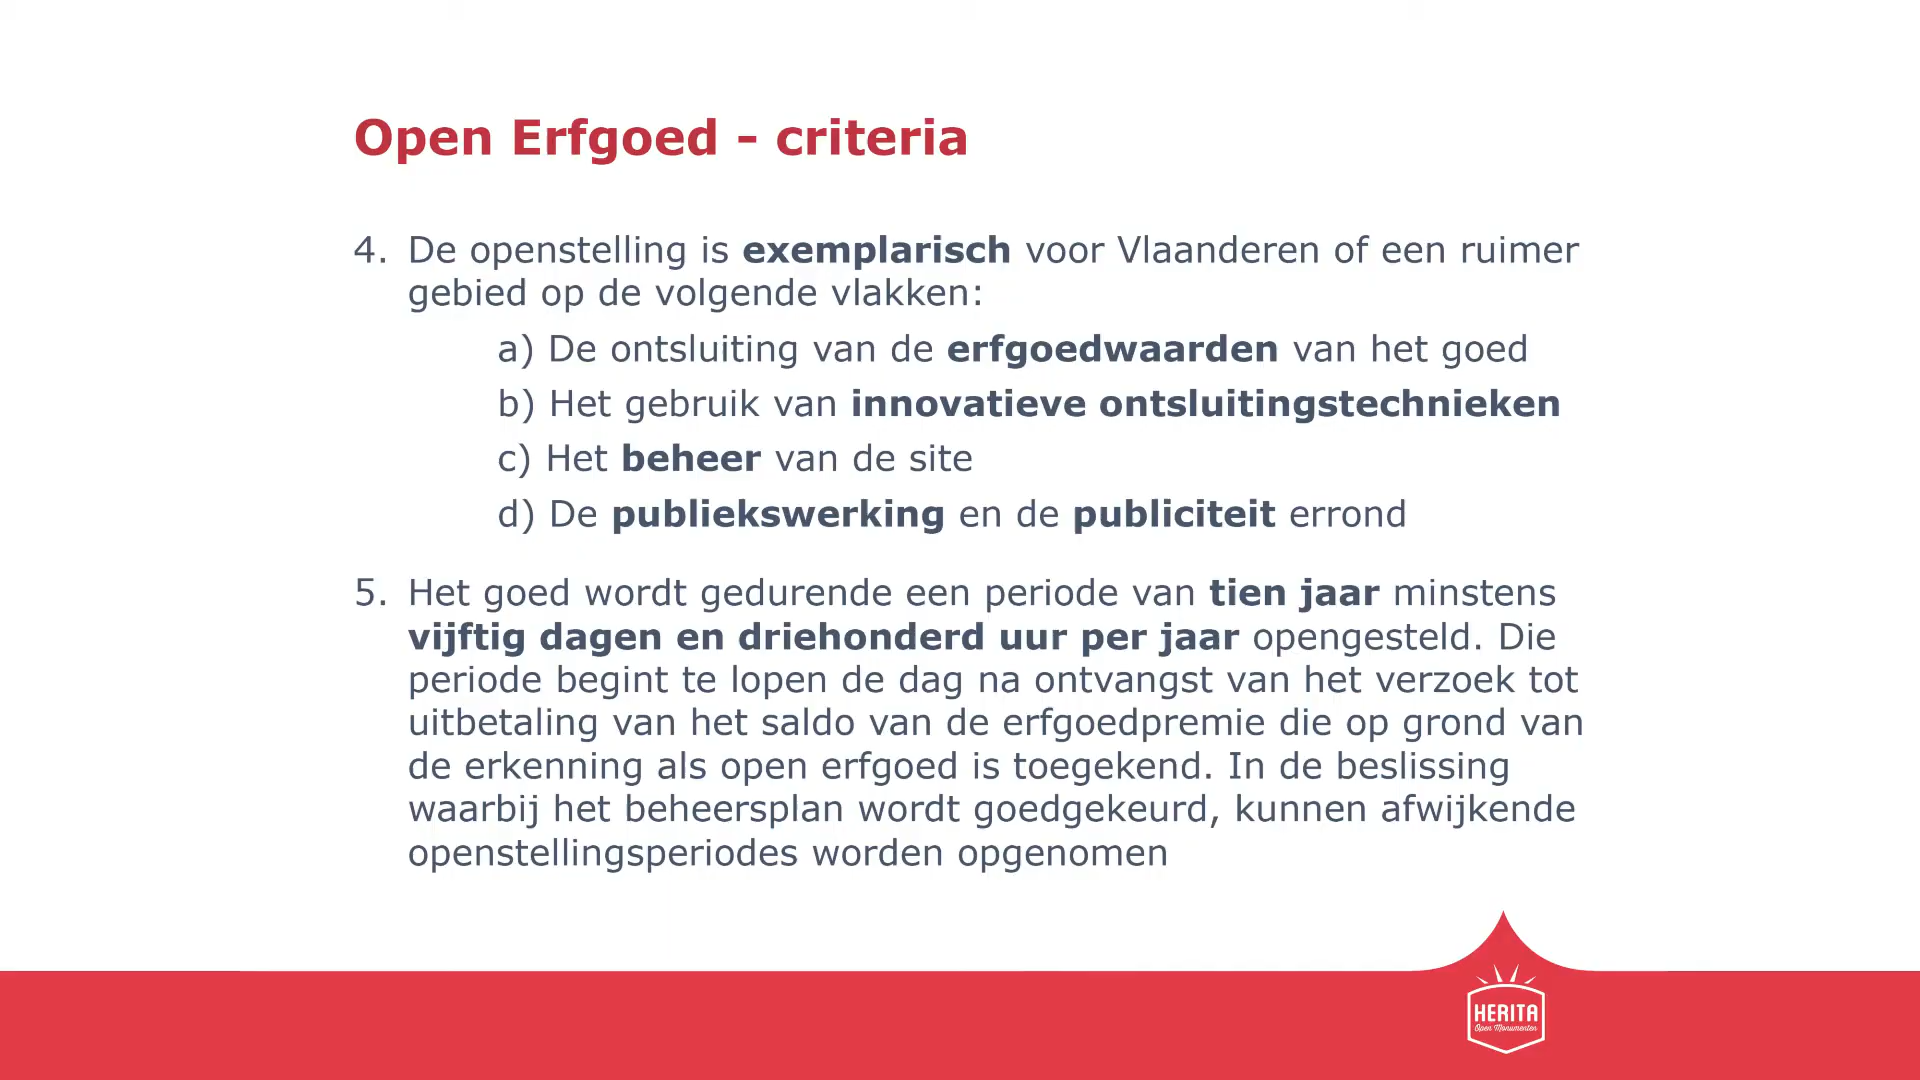 Open Erfgoed - criteria
4. De openstelling is exemplarisch voor Vlaanderen of een ruimer
gebied op de volgende vlakken:
a) De ontsluiting van de erfgoedwaarden van het goed
b) Het gebruik van innovatieve ontsluitingstechnieken
c) Het beheer van de site
d) De publiekswerking en de publiciteit errond
5. Het goed wordt gedurende een periode van tien jaar minstens
vijftig dagen en driehonderd uur per jaar opengesteld. Die
periode begint te lopen de dag na ontvangst van het verzoek tot
uitbetaling van het saldo van de erfgoedpremie die op grond van
de erkenning als open erfgoed is toegekend. In de beslissing
waarbij het beheersplan wordt goedgekeurd, kunnen afwijkende
openstellingsperiodes worden opgenomen
HERITA
Open Monumenten